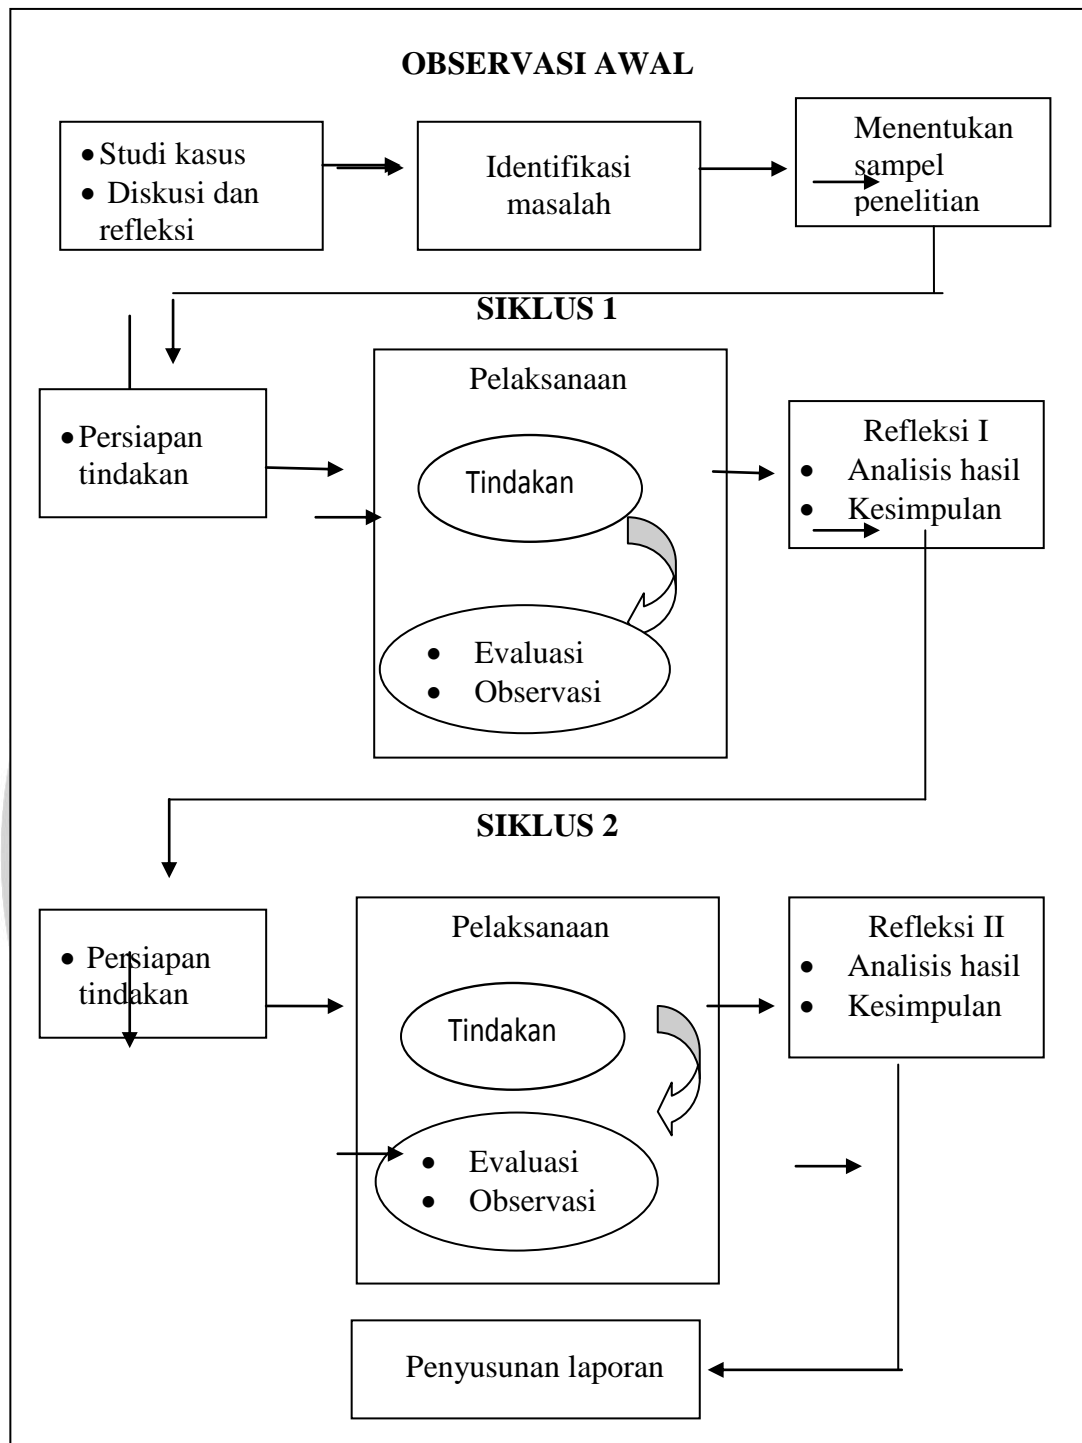 OBSERVASI AWAL
• Studi kasus
• Diskusi dan
refleksi
Identifikasi
masalah
Menentukan
sampel
penelitian
SIKLUS 1
• Persiapan
tindakan
Pelaksanaan
Tindakan
• Evaluasi
• Observasi
Refleksi I
• Analisis hasil
• Kesimpulan
SIKLUS 2
• Persiapan
tindakan
Pelaksanaan
Tindakan
• Evaluasi
• Observasi
Refleksi II
• Analisis hasil
• Kesimpulan
Penyusunan laporan